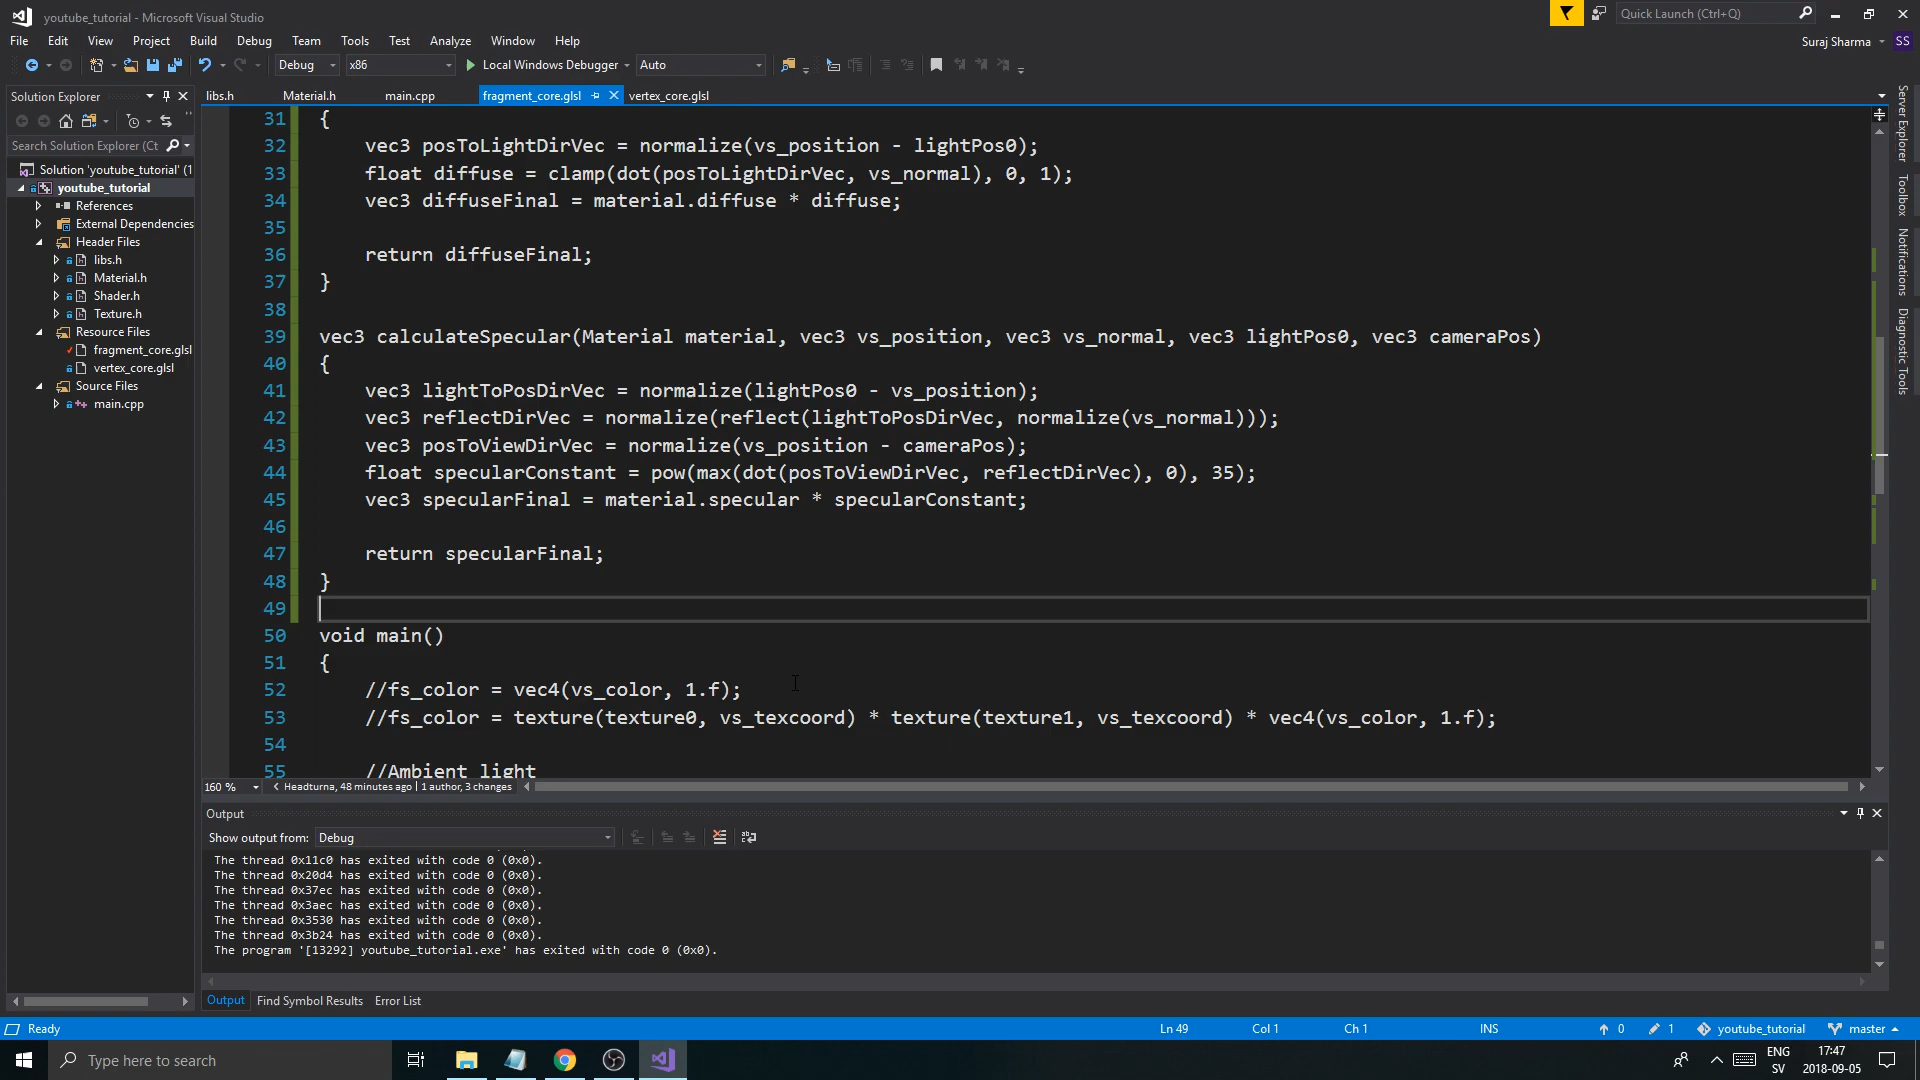 youtube_tutorial - Microsoft Visual Studio
Quick Launch (Ctrl+Q)
File Edit View Project Build Debug Team Tools Test Analyze Window Help
Suraj Sharma SS
Debug x86 Local Windows Debugger Auto
Solution Explorer
Search Solution Explorer (Ct
Solution 'youtube_tutorial' (1
youtube_tutorial
References
External Dependencies
Header Files
libs.h
Material.h
Shader.h
Texture.h
Resource Files
fragment_core.glsl
vertex_core.glsl
Source Files
main.cpp
libs.h Material.h main.cpp fragment_core.glsl vertex_core.glsl
31 {
32 vec3 posToLightDirVec = normalize(vs_position - lightPos0);
33 float diffuse = clamp(dot(posToLightDirVec, vs_normal), 0, 1);
34 vec3 diffuseFinal = material.diffuse * diffuse;
35
36 return diffuseFinal;
37 }
38
39 vec3 calculateSpecular(Material material, vec3 vs_position, vec3 vs_normal, vec3 lightPos0, vec3 cameraPos)
40 {
41 vec3 lightToPosDirVec = normalize(lightPos0 - vs_position);
42 vec3 reflectDirVec = normalize(reflect(lightToPosDirVec, normalize(vs_normal)));
43 vec3 posToViewDirVec = normalize(vs_position - cameraPos);
44 float specularConstant = pow(max(dot(posToViewDirVec, reflectDirVec), 0), 35);
45 vec3 specularFinal = material.specular * specularConstant;
46
47 return specularFinal;
48 }
49
50 void main()
51 {
52 //fs_color = vec4(vs_color, 1.f);
53 //fs_color = texture(texture0, vs_texcoord) * texture(texture1, vs_texcoord) * vec4(vs_color, 1.f);
54
55 //Ambient light
160 % Headturna, 48 minutes ago | 1 author, 3 changes
Server Explorer
Toolbox
Notifications
Diagnostic Tools
Output
Show output from: Debug
The thread 0x11c0 has exited with code 0 (0x0).
The thread 0x20d4 has exited with code 0 (0x0).
The thread 0x37ec has exited with code 0 (0x0).
The thread 0x3aec has exited with code 0 (0x0).
The thread 0x3530 has exited with code 0 (0x0).
The thread 0x3b24 has exited with code 0 (0x0).
The program '[13292] youtube_tutorial.exe' has exited with code 0 (0x0).
Output Find Symbol Results Error List
Ready Ln 49 Col 1 Ch 1 INS 0 1 youtube_tutorial master
Type here to search
ENG 17:47
SV 2018-09-05